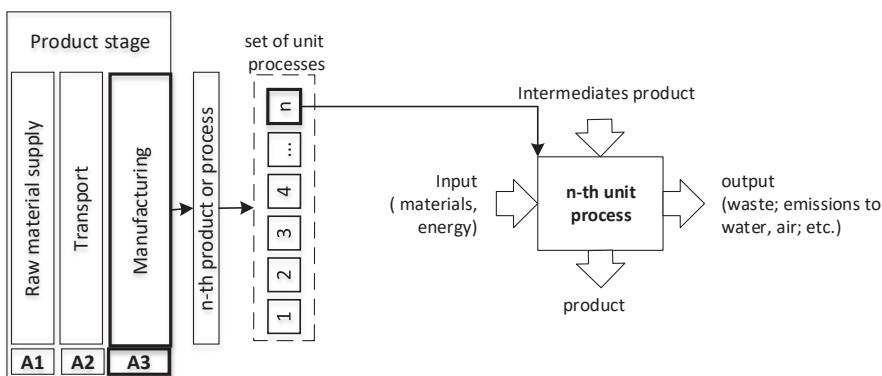 Product stage
Raw material supply
Transport
Manufacturing
A1
A2
A3
n-th product or process
set of unit
processes
n
...
4
3
2
1
Intermediates product
Input
( materials,
energy)
n-th unit
process
output
(waste; emissions to
water, air; etc.)
product